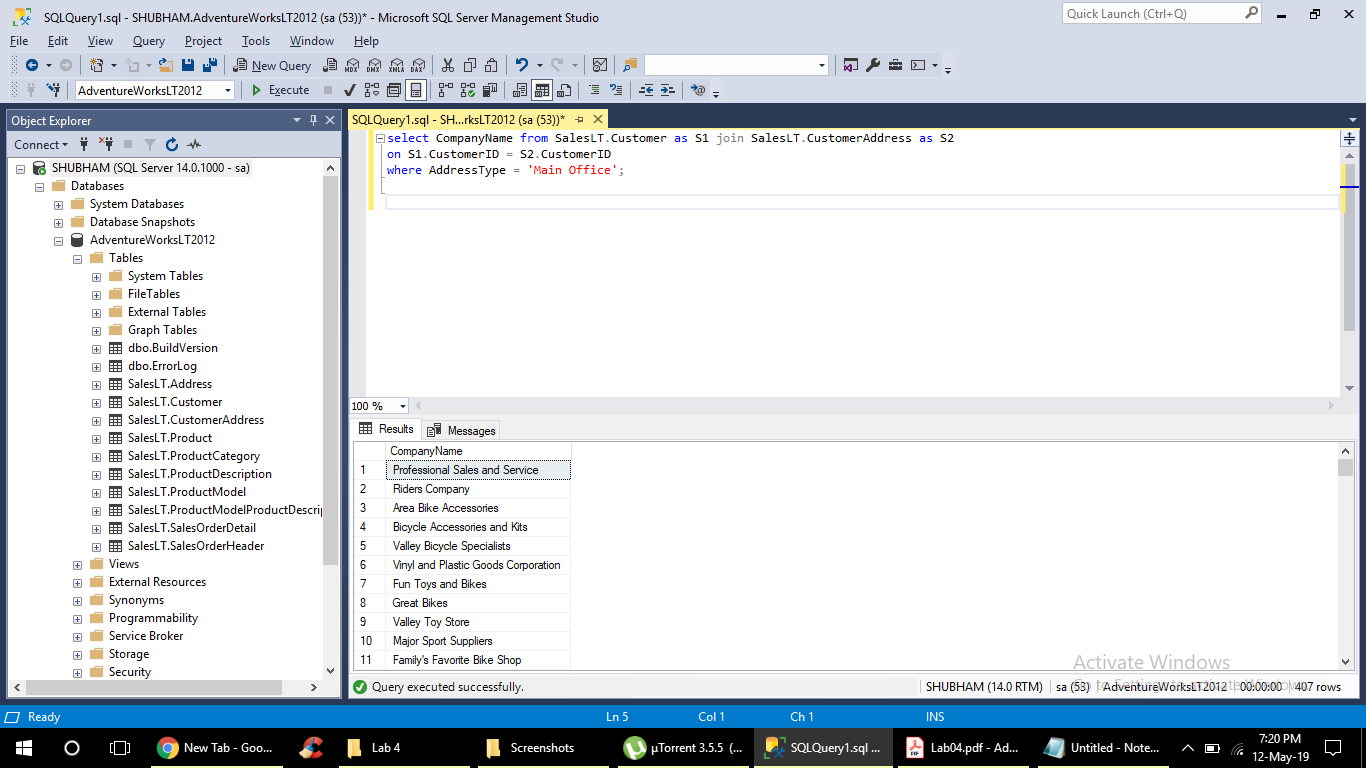 SQLQuery1.sql - SHUBHAM.AdventureWorksLT2012 (sa (53))* - Microsoft SQL Server Management Studio
Quick Launch (Ctrl+Q)
File Edit View Query Project Tools Window Help
New Query MDX DMX XMLA DAX
AdventureWorksLT2012 Execute
Object Explorer
Connect
SHUBHAM (SQL Server 14.0.1000 - sa)
Databases
System Databases
Database Snapshots
AdventureWorksLT2012
Tables
System Tables
FileTables
External Tables
Graph Tables
dbo.BuildVersion
dbo.ErrorLog
SalesLT.Address
SalesLT.Customer
SalesLT.CustomerAddress
SalesLT.Product
SalesLT.ProductCategory
SalesLT.ProductDescription
SalesLT.ProductModel
SalesLT.ProductModelProductDescrip
SalesLT.SalesOrderDetail
SalesLT.SalesOrderHeader
Views
External Resources
Synonyms
Programmability
Service Broker
Storage
Security
SQLQuery1.sql - SH...rksLT2012 (sa (53))*
select CompanyName from SalesLT.Customer as S1 join SalesLT.CustomerAddress as S2
on S1.CustomerID = S2.CustomerID
where AddressType = 'Main Office';
100 %
Results Messages
CompanyName
1 Professional Sales and Service
2 Riders Company
3 Area Bike Accessories
4 Bicycle Accessories and Kits
5 Valley Bicycle Specialists
6 Vinyl and Plastic Goods Corporation
7 Fun Toys and Bikes
8 Great Bikes
9 Valley Toy Store
10 Major Sport Suppliers
11 Family's Favorite Bike Shop
Activate Windows
Go to Settings to activate Windows.
Query executed successfully.
SHUBHAM (14.0 RTM) sa (53) AdventureWorksLT2012 00:00:00 407 rows
Ready Ln 5 Col 1 Ch 1 INS
New Tab - Goo...
Lab 4
Screenshots
µTorrent 3.5.5 (...
SQLQuery1.sql ...
Lab04.pdf - Ad...
Untitled - Note...
7:20 PM
12-May-19